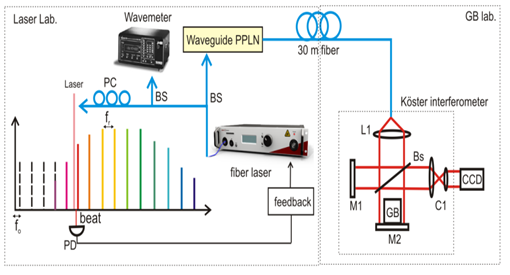 Laser Lab.
GB lab.
Wavemeter
Waveguide PPLN
30 m fiber
Laser
PC
BS
BS
fr
Köster interferometer
L1
fiber laser
Bs
CCD
M1
GB
C1
M2
feedback
fo
beat
PD